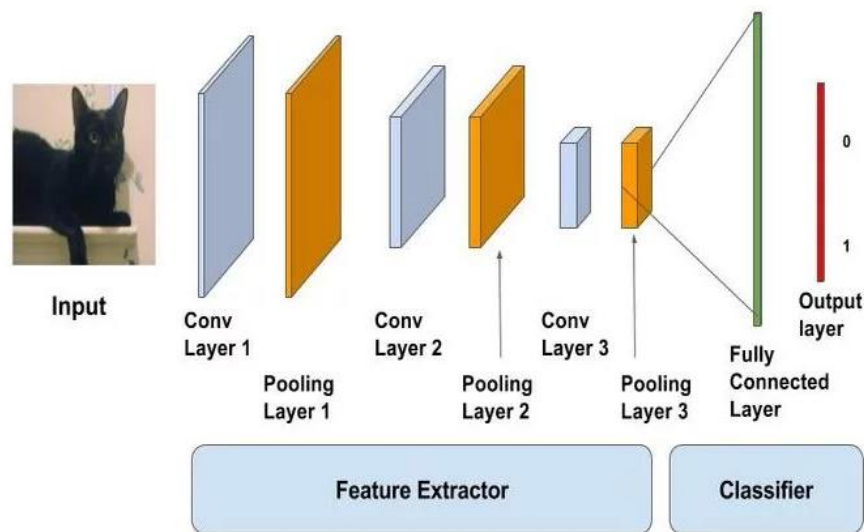 Input
Conv
Layer 1
Pooling
Layer 1
Conv
Layer 2
Pooling
Layer 2
Conv
Layer 3
Pooling
Layer 3
Fully
Connected
Layer
0
1
Output
layer
Feature Extractor
Classifier